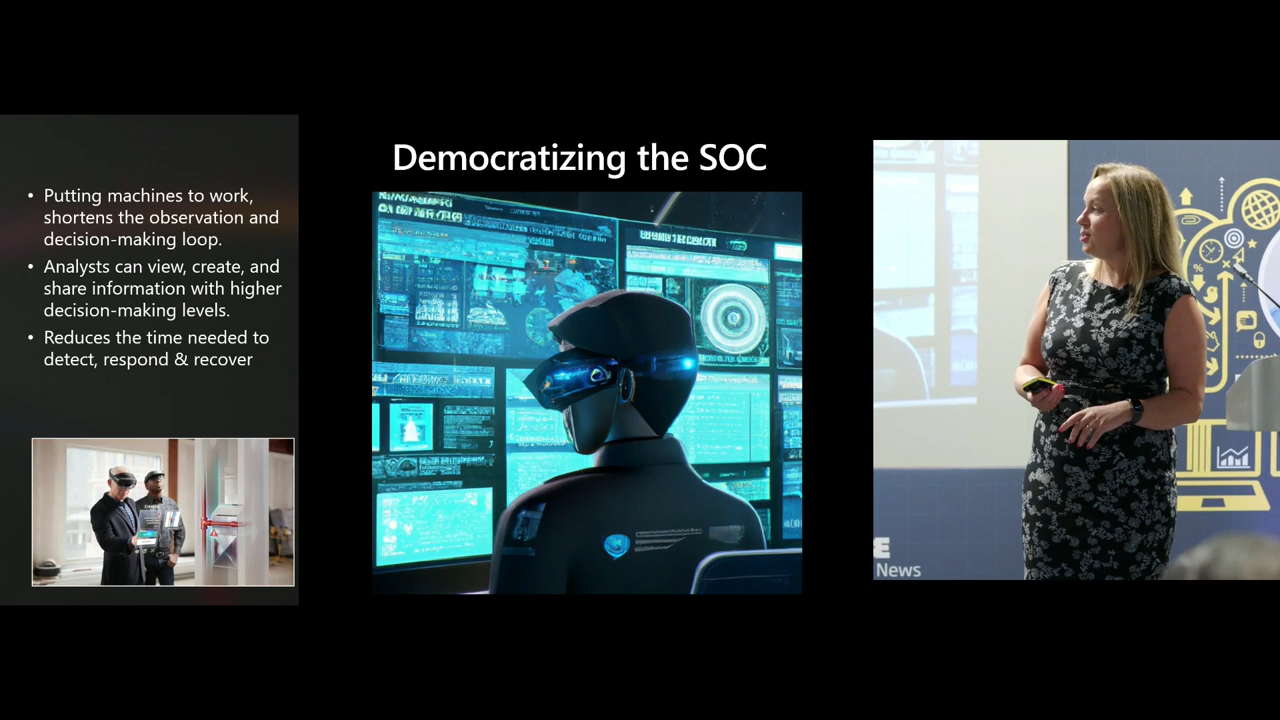 Democratizing the SOC
• Putting machines to work,
shortens the observation and
decision-making loop.
• Analysts can view, create, and
share information with higher
decision-making levels.
• Reduces the time needed to
detect, respond & recover
E
News